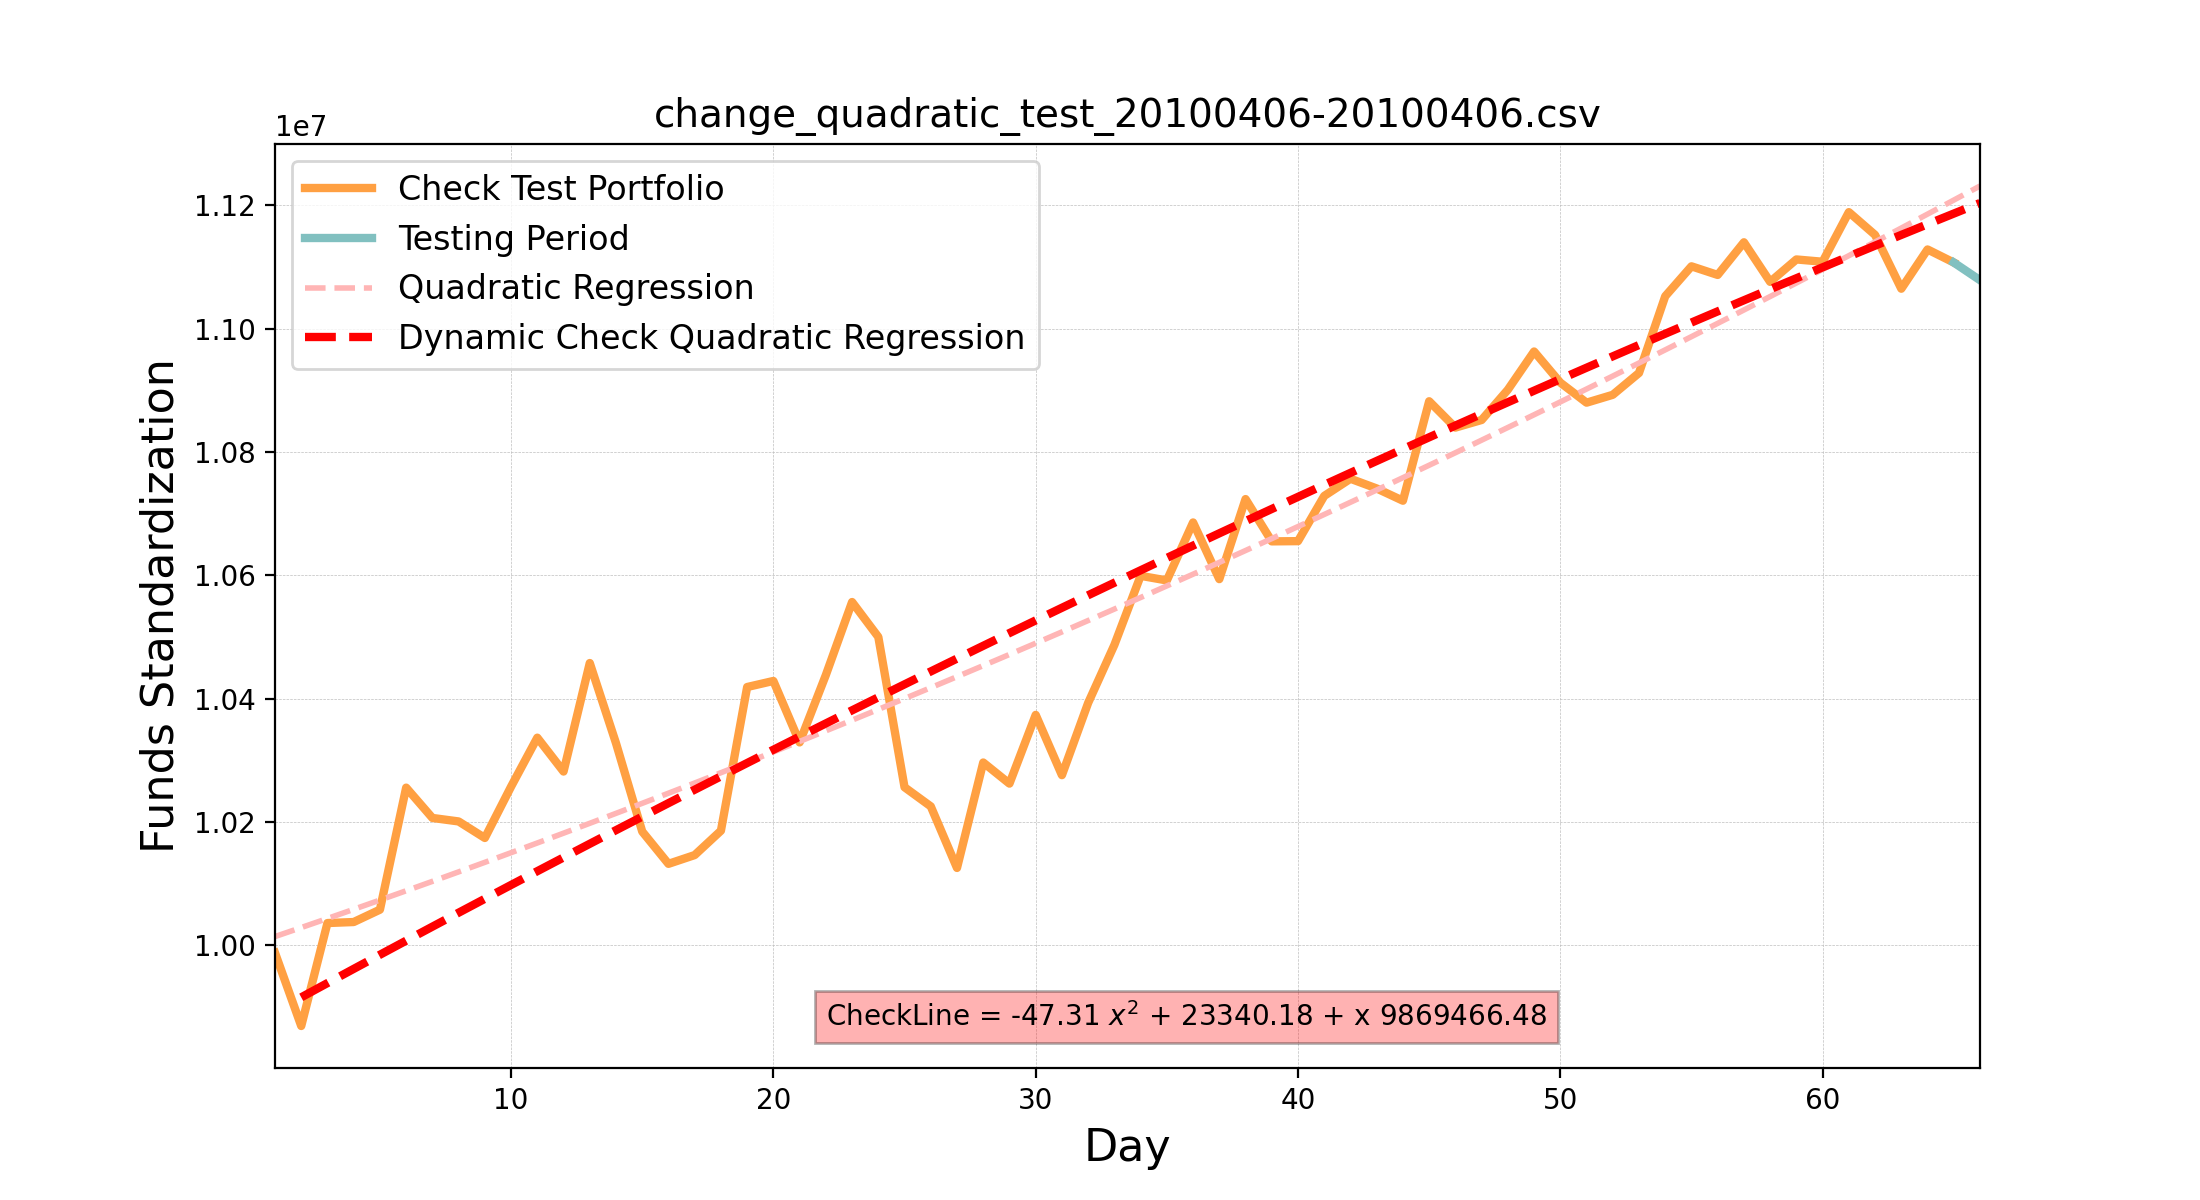 change_quadratic_test_20100406-20100406.csv
1e7
Check Test Portfolio
Testing Period
Quadratic Regression
Dynamic Check Quadratic Regression
1.12
1.10
1.08
1.06
1.04
1.02
1.00
Funds Standardization
CheckLine = -47.31 x² + 23340.18 + x 9869466.48
10 20 30 40 50 60
Day